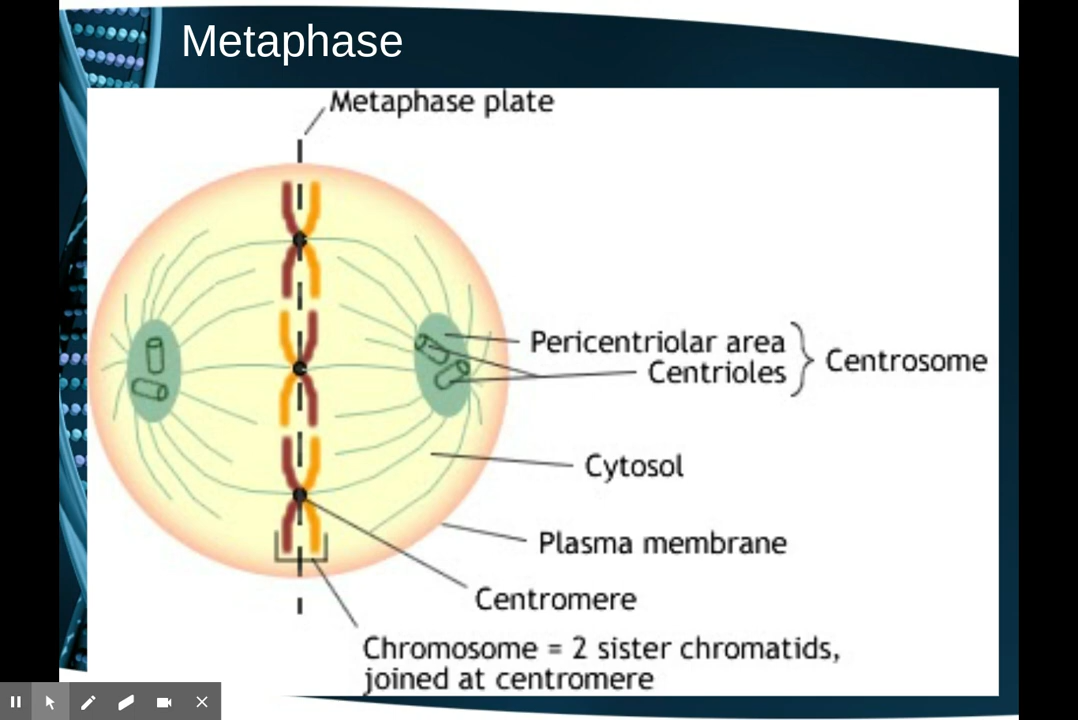 Metaphase
Metaphase plate
Pericentriolar area
Centrioles
Centrosome
Cytosol
Plasma membrane
Centromere
Chromosome = 2 sister chromatids,
joined at centromere